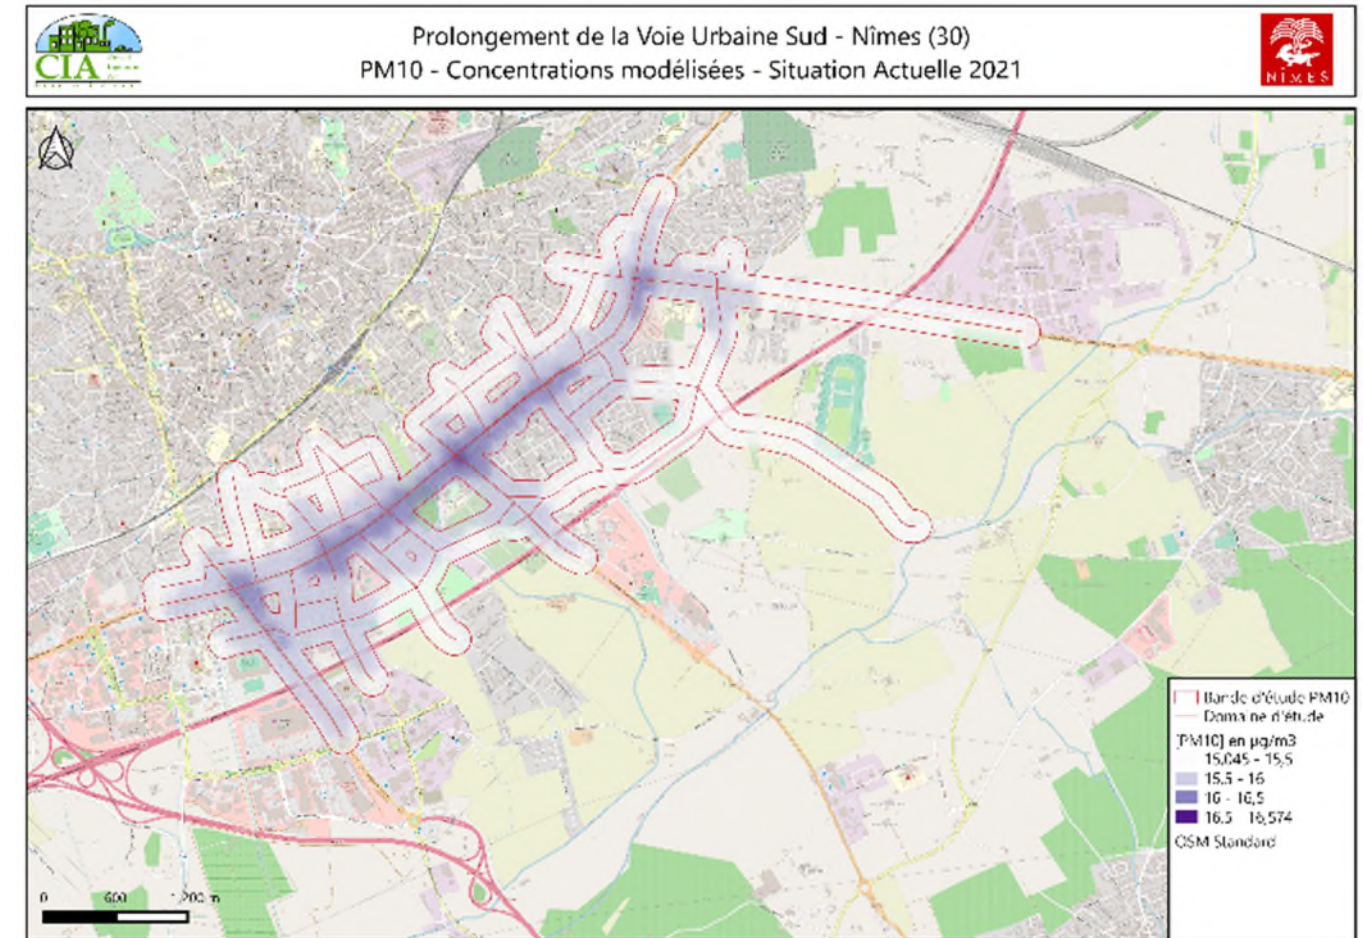 Prolongement de la Voie Urbaine Sud - Nîmes (30)
PM10 - Concentrations modélisées - Situation Actuelle 2021
CIA
NÎMES
Bande d'étude PM10
Domaine d'étude
[PM10] en µg/m3
15,045 - 15,5
15,5 - 16
16 - 16,5
16,5 16,574
OSM Standard
0 600 1 200 m